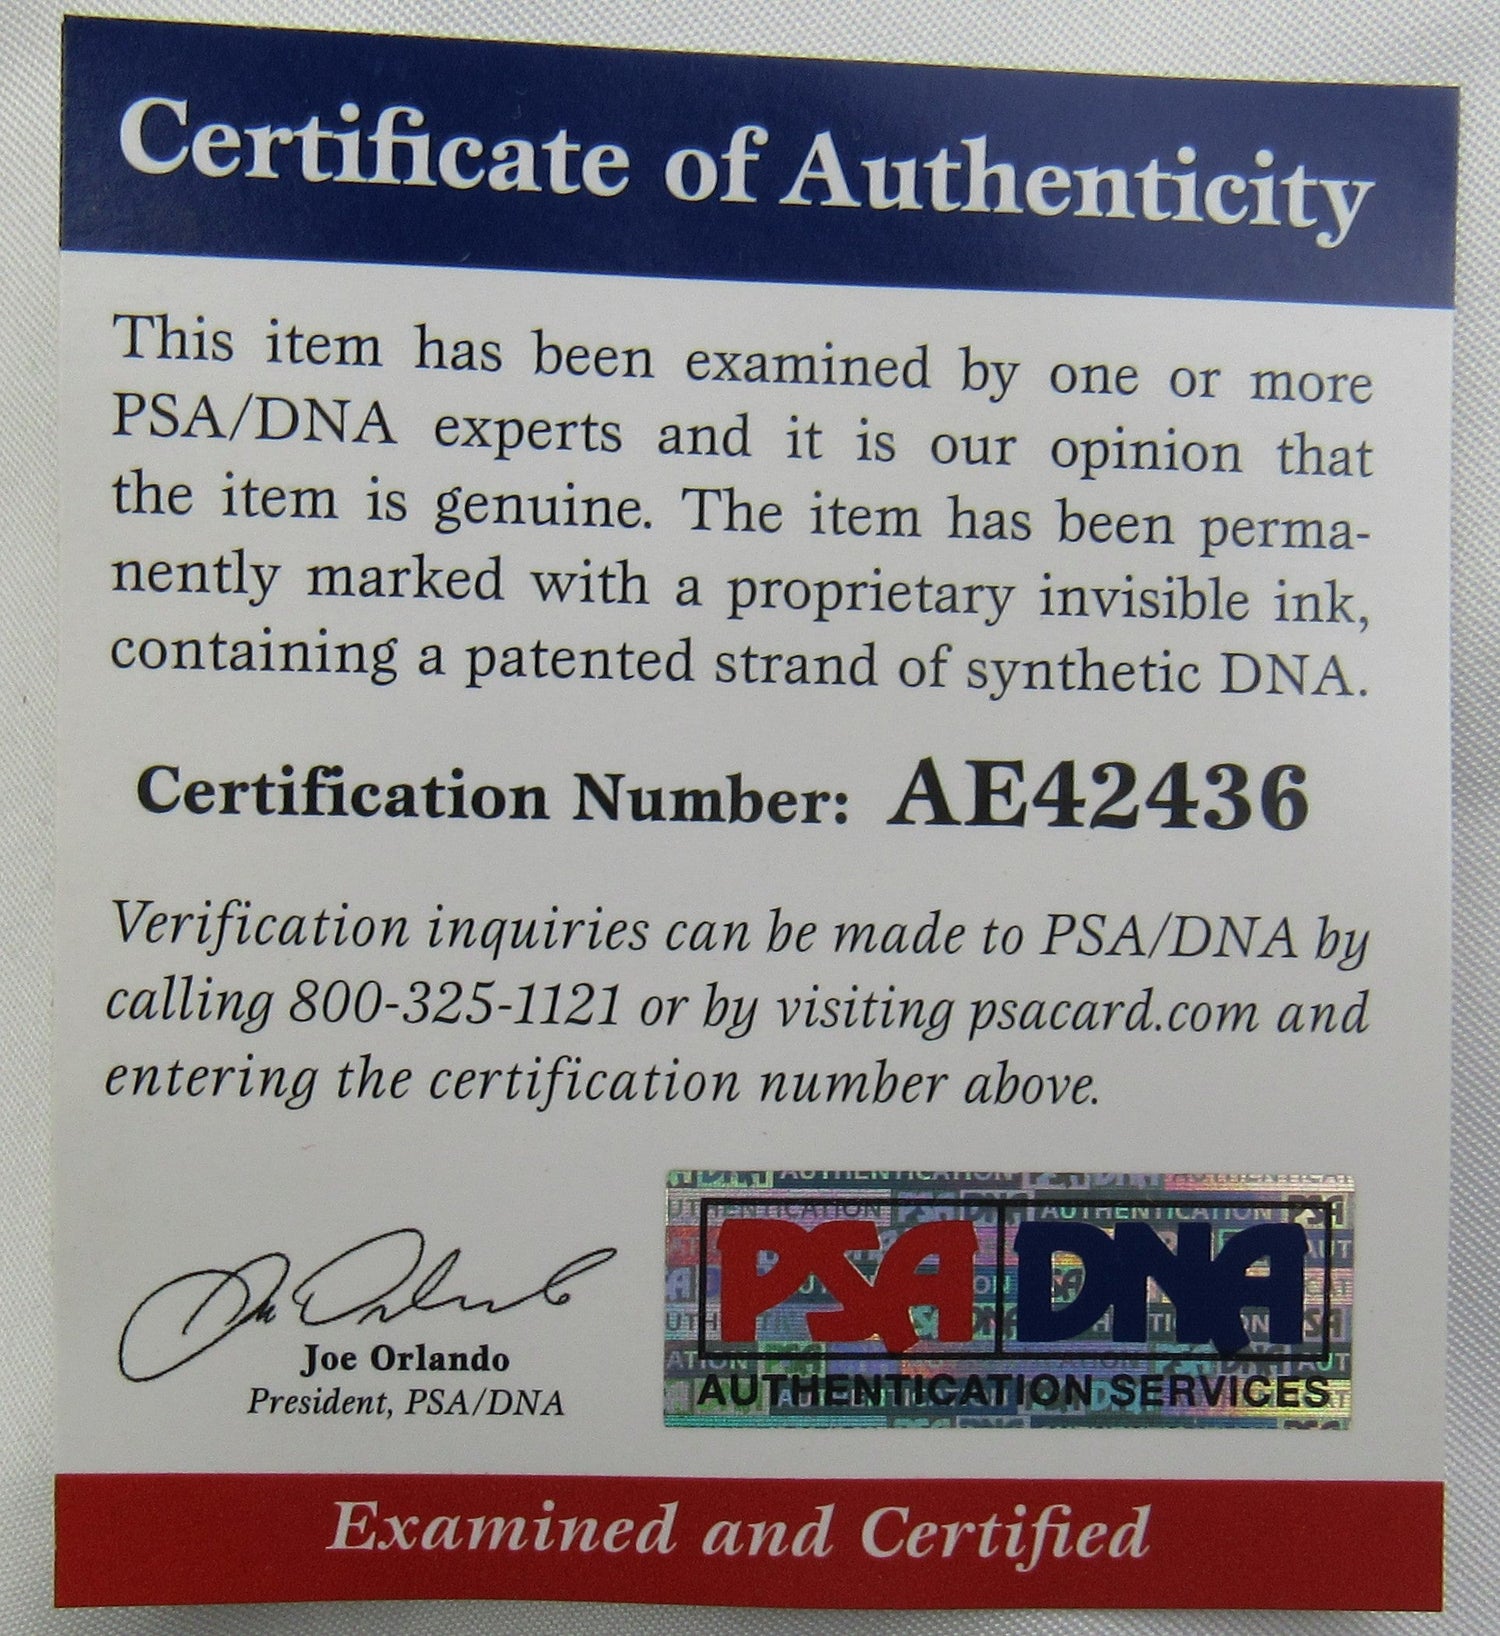 Certificate of Authenticity
This item has been examined by one or more
PSA/DNA experts and it is our opinion that
the item is genuine. The item has been perma-
nently marked with a proprietary invisible ink,
containing a patented strand of synthetic DNA.
Certification Number: AE42436
Verification inquiries can be made to PSA/DNA by
calling 800-325-1121 or by visiting psacard.com and
entering the certification number above.
Joe Orlando
President, PSA/DNA
PSA DNA
AUTHENTICATION SERVICES
Examined and Certified